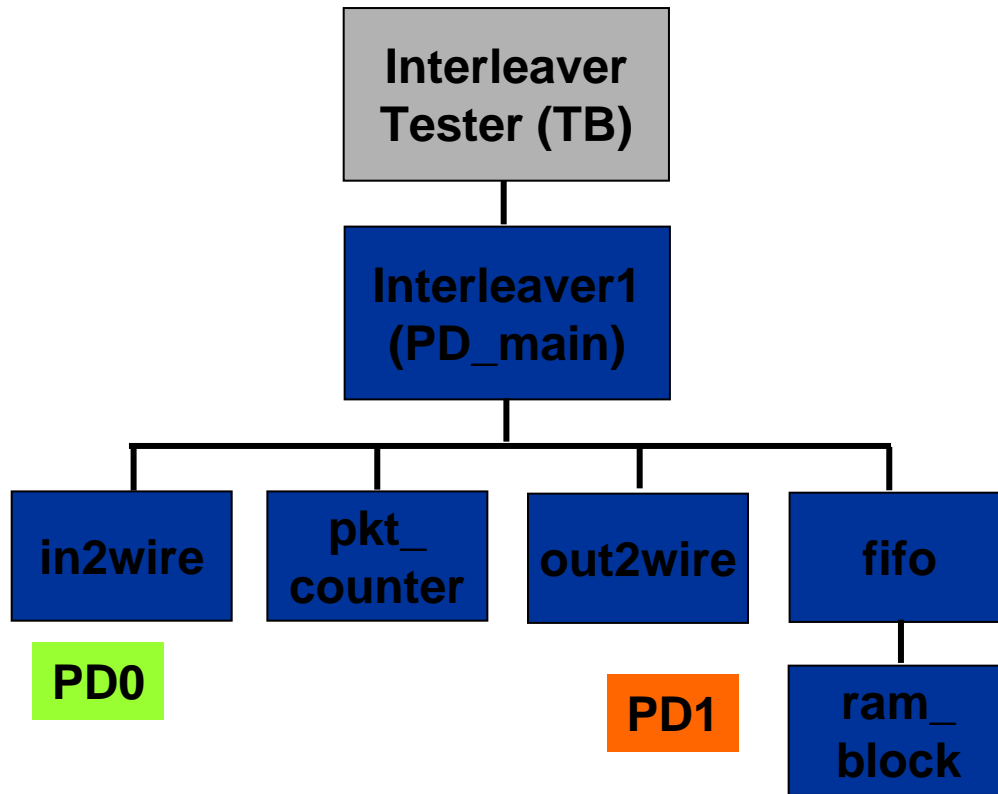 Interleaver
Tester (TB)
Interleaver1
(PD_main)
in2wire
pkt_
counter
out2wire
fifo
PD0
PD1
ram_
block